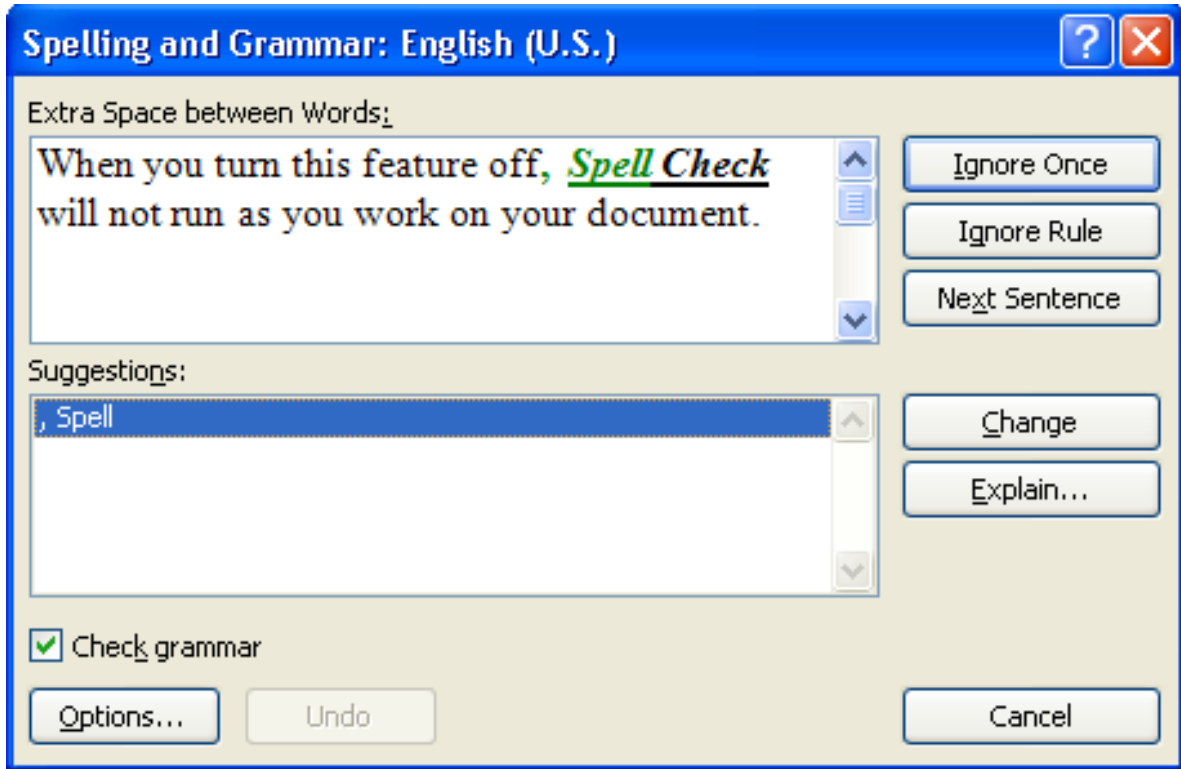 Spelling and Grammar: English (U.S.)
Extra Space between Words:
When you turn this feature off,  Spell Check
will not run as you work on your document.
Ignore Once
Ignore Rule
Next Sentence
Suggestions:
, Spell
Change
Explain...
Check grammar
Options...
Undo
Cancel